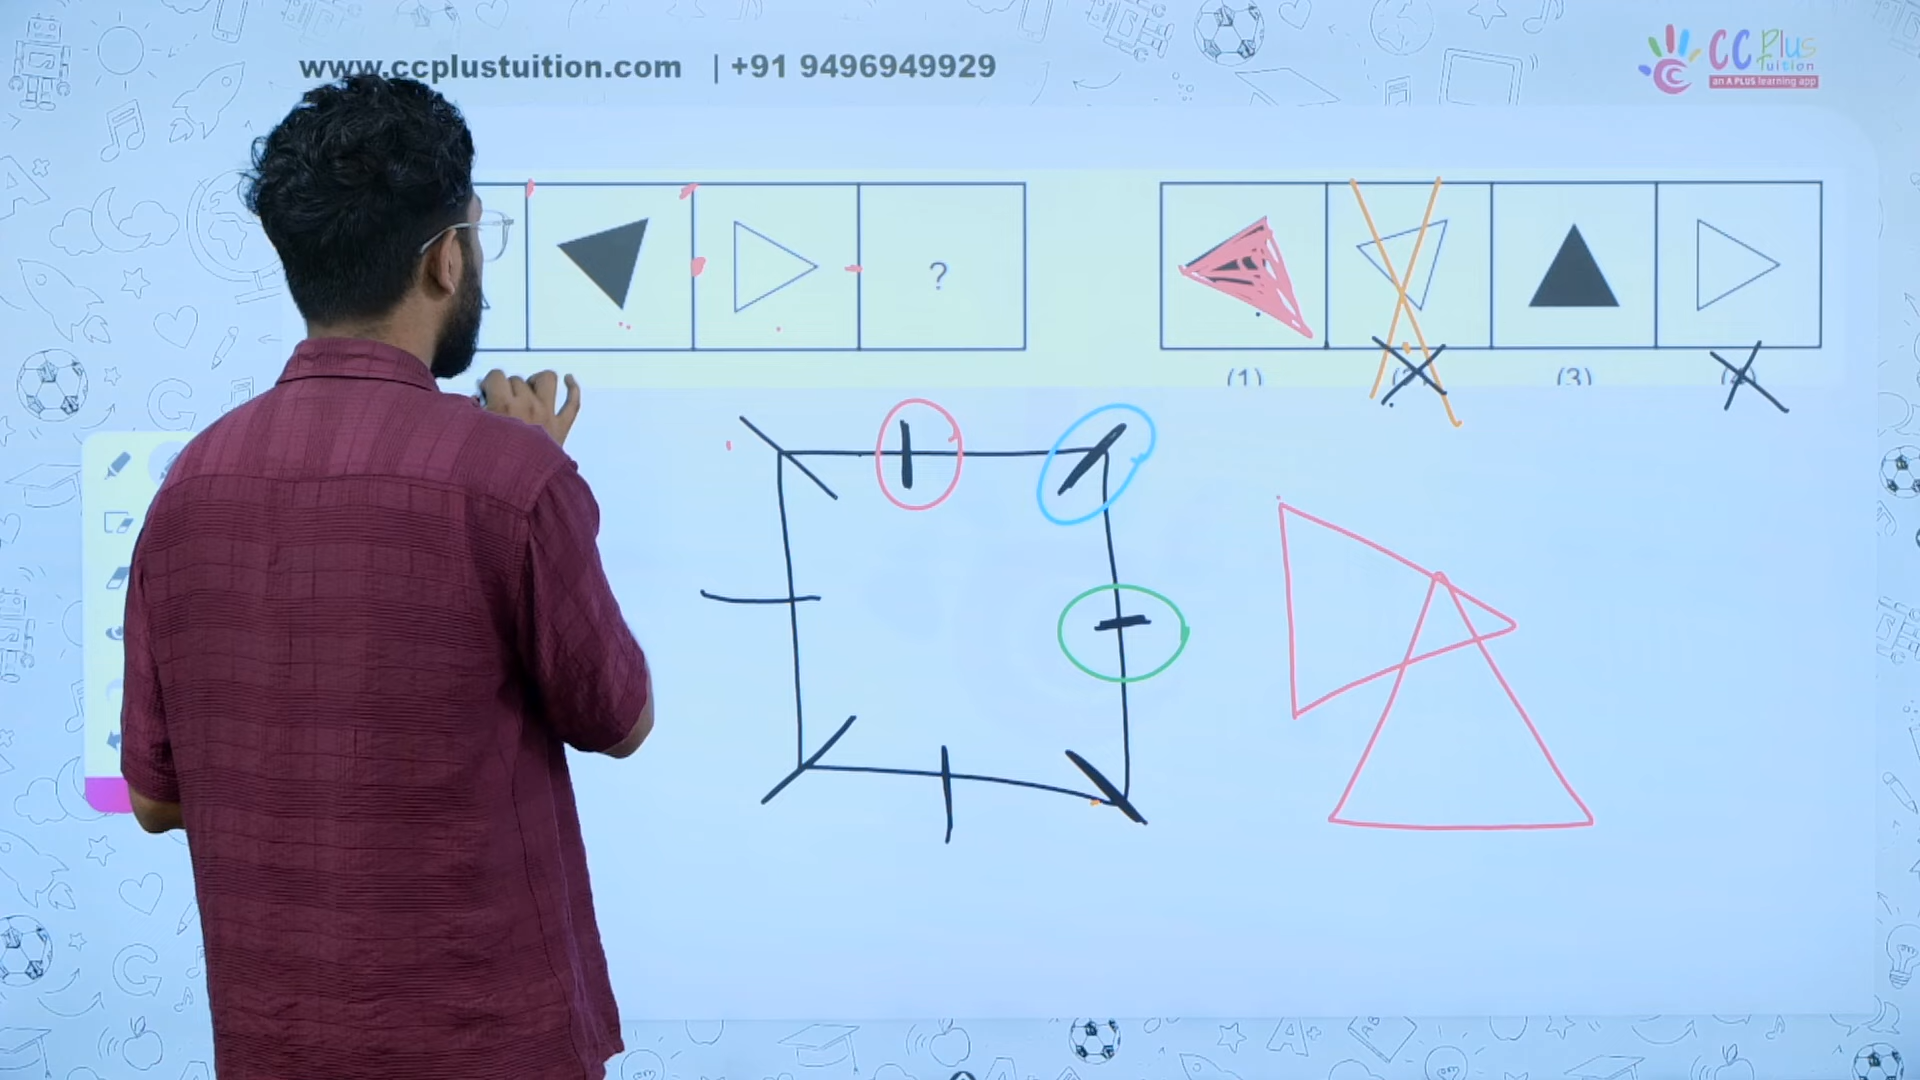 www.ccplustuition.com | +91 9496949929
CC Plus
Tuition
an A PLUS learning app
?
(1) (3)